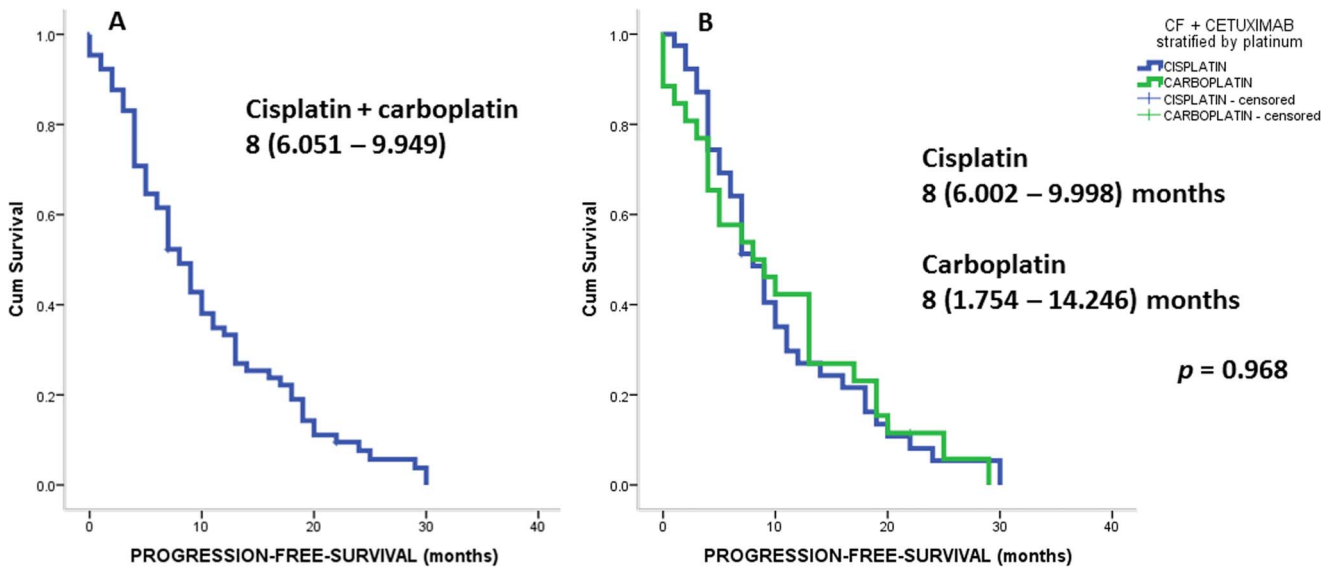 A
1.0
0.8
0.6
0.4
0.2
0.0
Cum Survival
Cisplatin + carboplatin
8 (6.051 – 9.949)
0 10 20 30 40
PROGRESSION-FREE-SURVIVAL (months)
B
1.0
0.8
0.6
0.4
0.2
0.0
Cum Survival
CF + CETUXIMAB
stratified by platinum
CISPLATIN
CARBOPLATIN
CISPLATIN - censored
CARBOPLATIN - censored
Cisplatin
8 (6.002 – 9.998) months
Carboplatin
8 (1.754 – 14.246) months
p = 0.968
0 10 20 30 40
PROGRESSION-FREE-SURVIVAL (months)